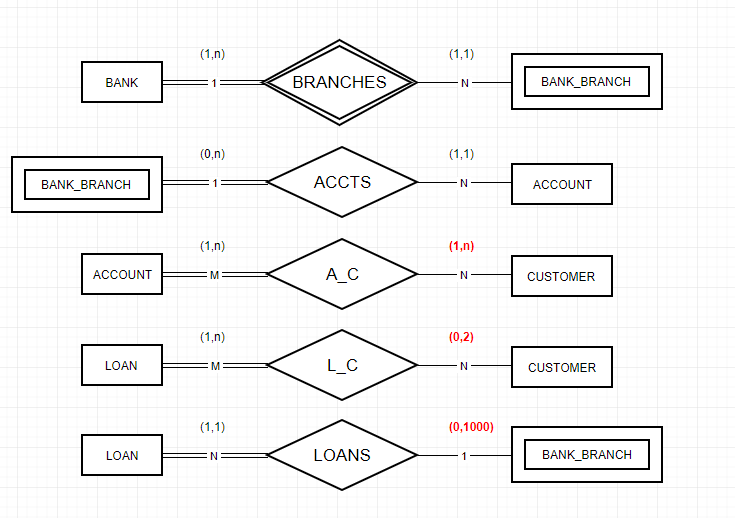 (1,n) (1,1)
BANK 1 BRANCHES N BANK_BRANCH
(0,n) (1,1)
BANK_BRANCH 1 ACCTS N ACCOUNT
(1,n) (1,n)
ACCOUNT M A_C N CUSTOMER
(1,n) (0,2)
LOAN M L_C N CUSTOMER
(1,1) (0,1000)
LOAN N LOANS 1 BANK_BRANCH